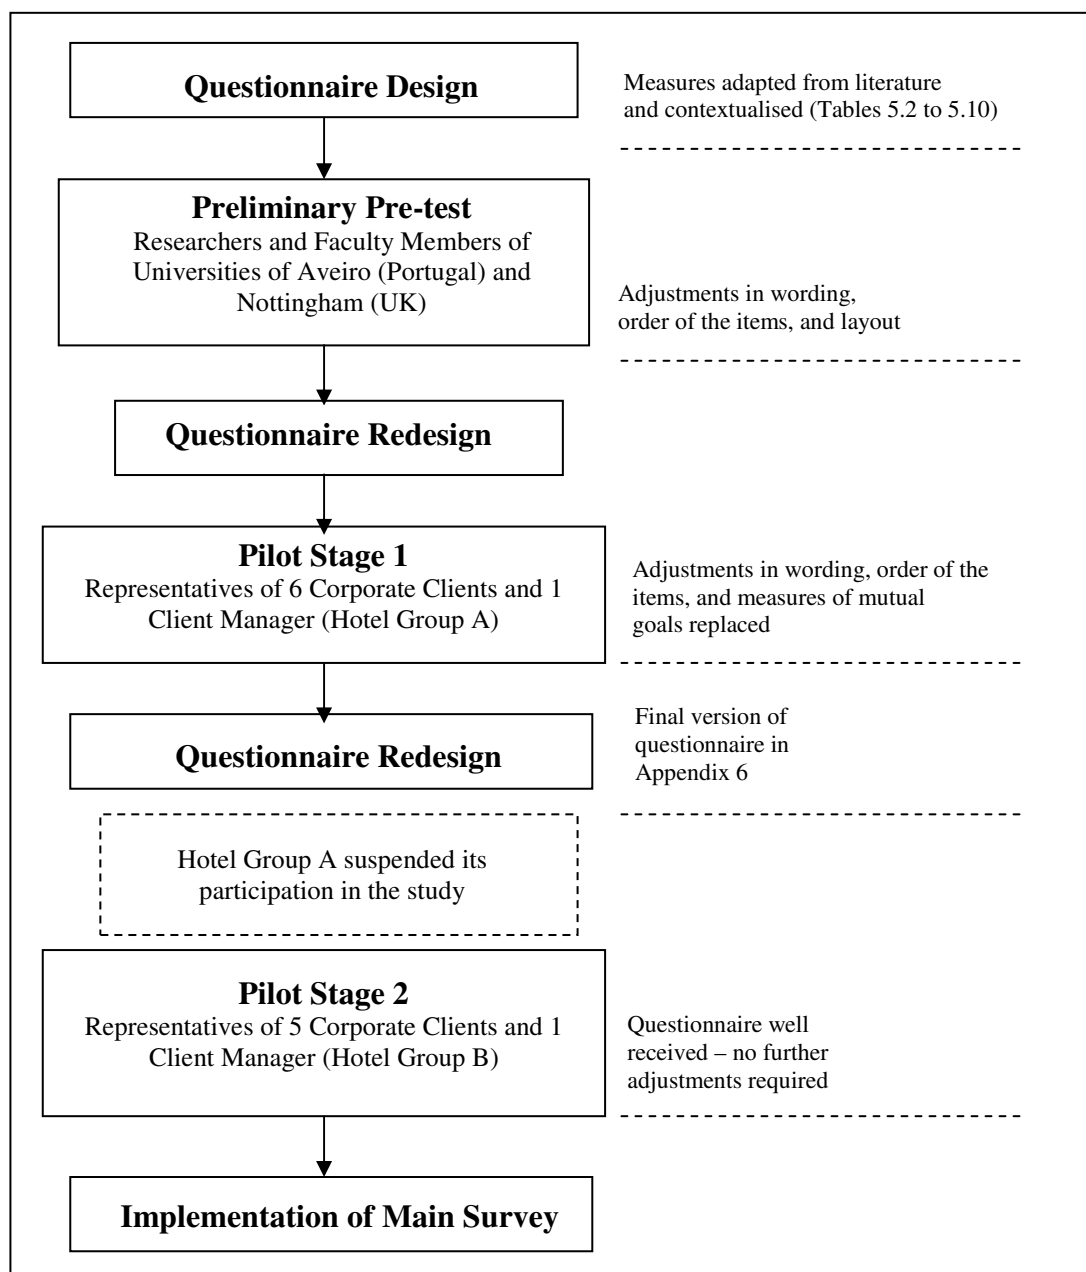 Questionnaire Design
Measures adapted from literature
and contextualised (Tables 5.2 to 5.10)
Preliminary Pre-test
Researchers and Faculty Members of
Universities of Aveiro (Portugal) and
Nottingham (UK)
Adjustments in wording,
order of the items, and layout
Questionnaire Redesign
Pilot Stage 1
Representatives of 6 Corporate Clients and 1
Client Manager (Hotel Group A)
Adjustments in wording, order of the
items, and measures of mutual
goals replaced
Questionnaire Redesign
Final version of
questionnaire in
Appendix 6
Hotel Group A suspended its
participation in the study
Pilot Stage 2
Representatives of 5 Corporate Clients and 1
Client Manager (Hotel Group B)
Questionnaire well
received – no further
adjustments required
Implementation of Main Survey